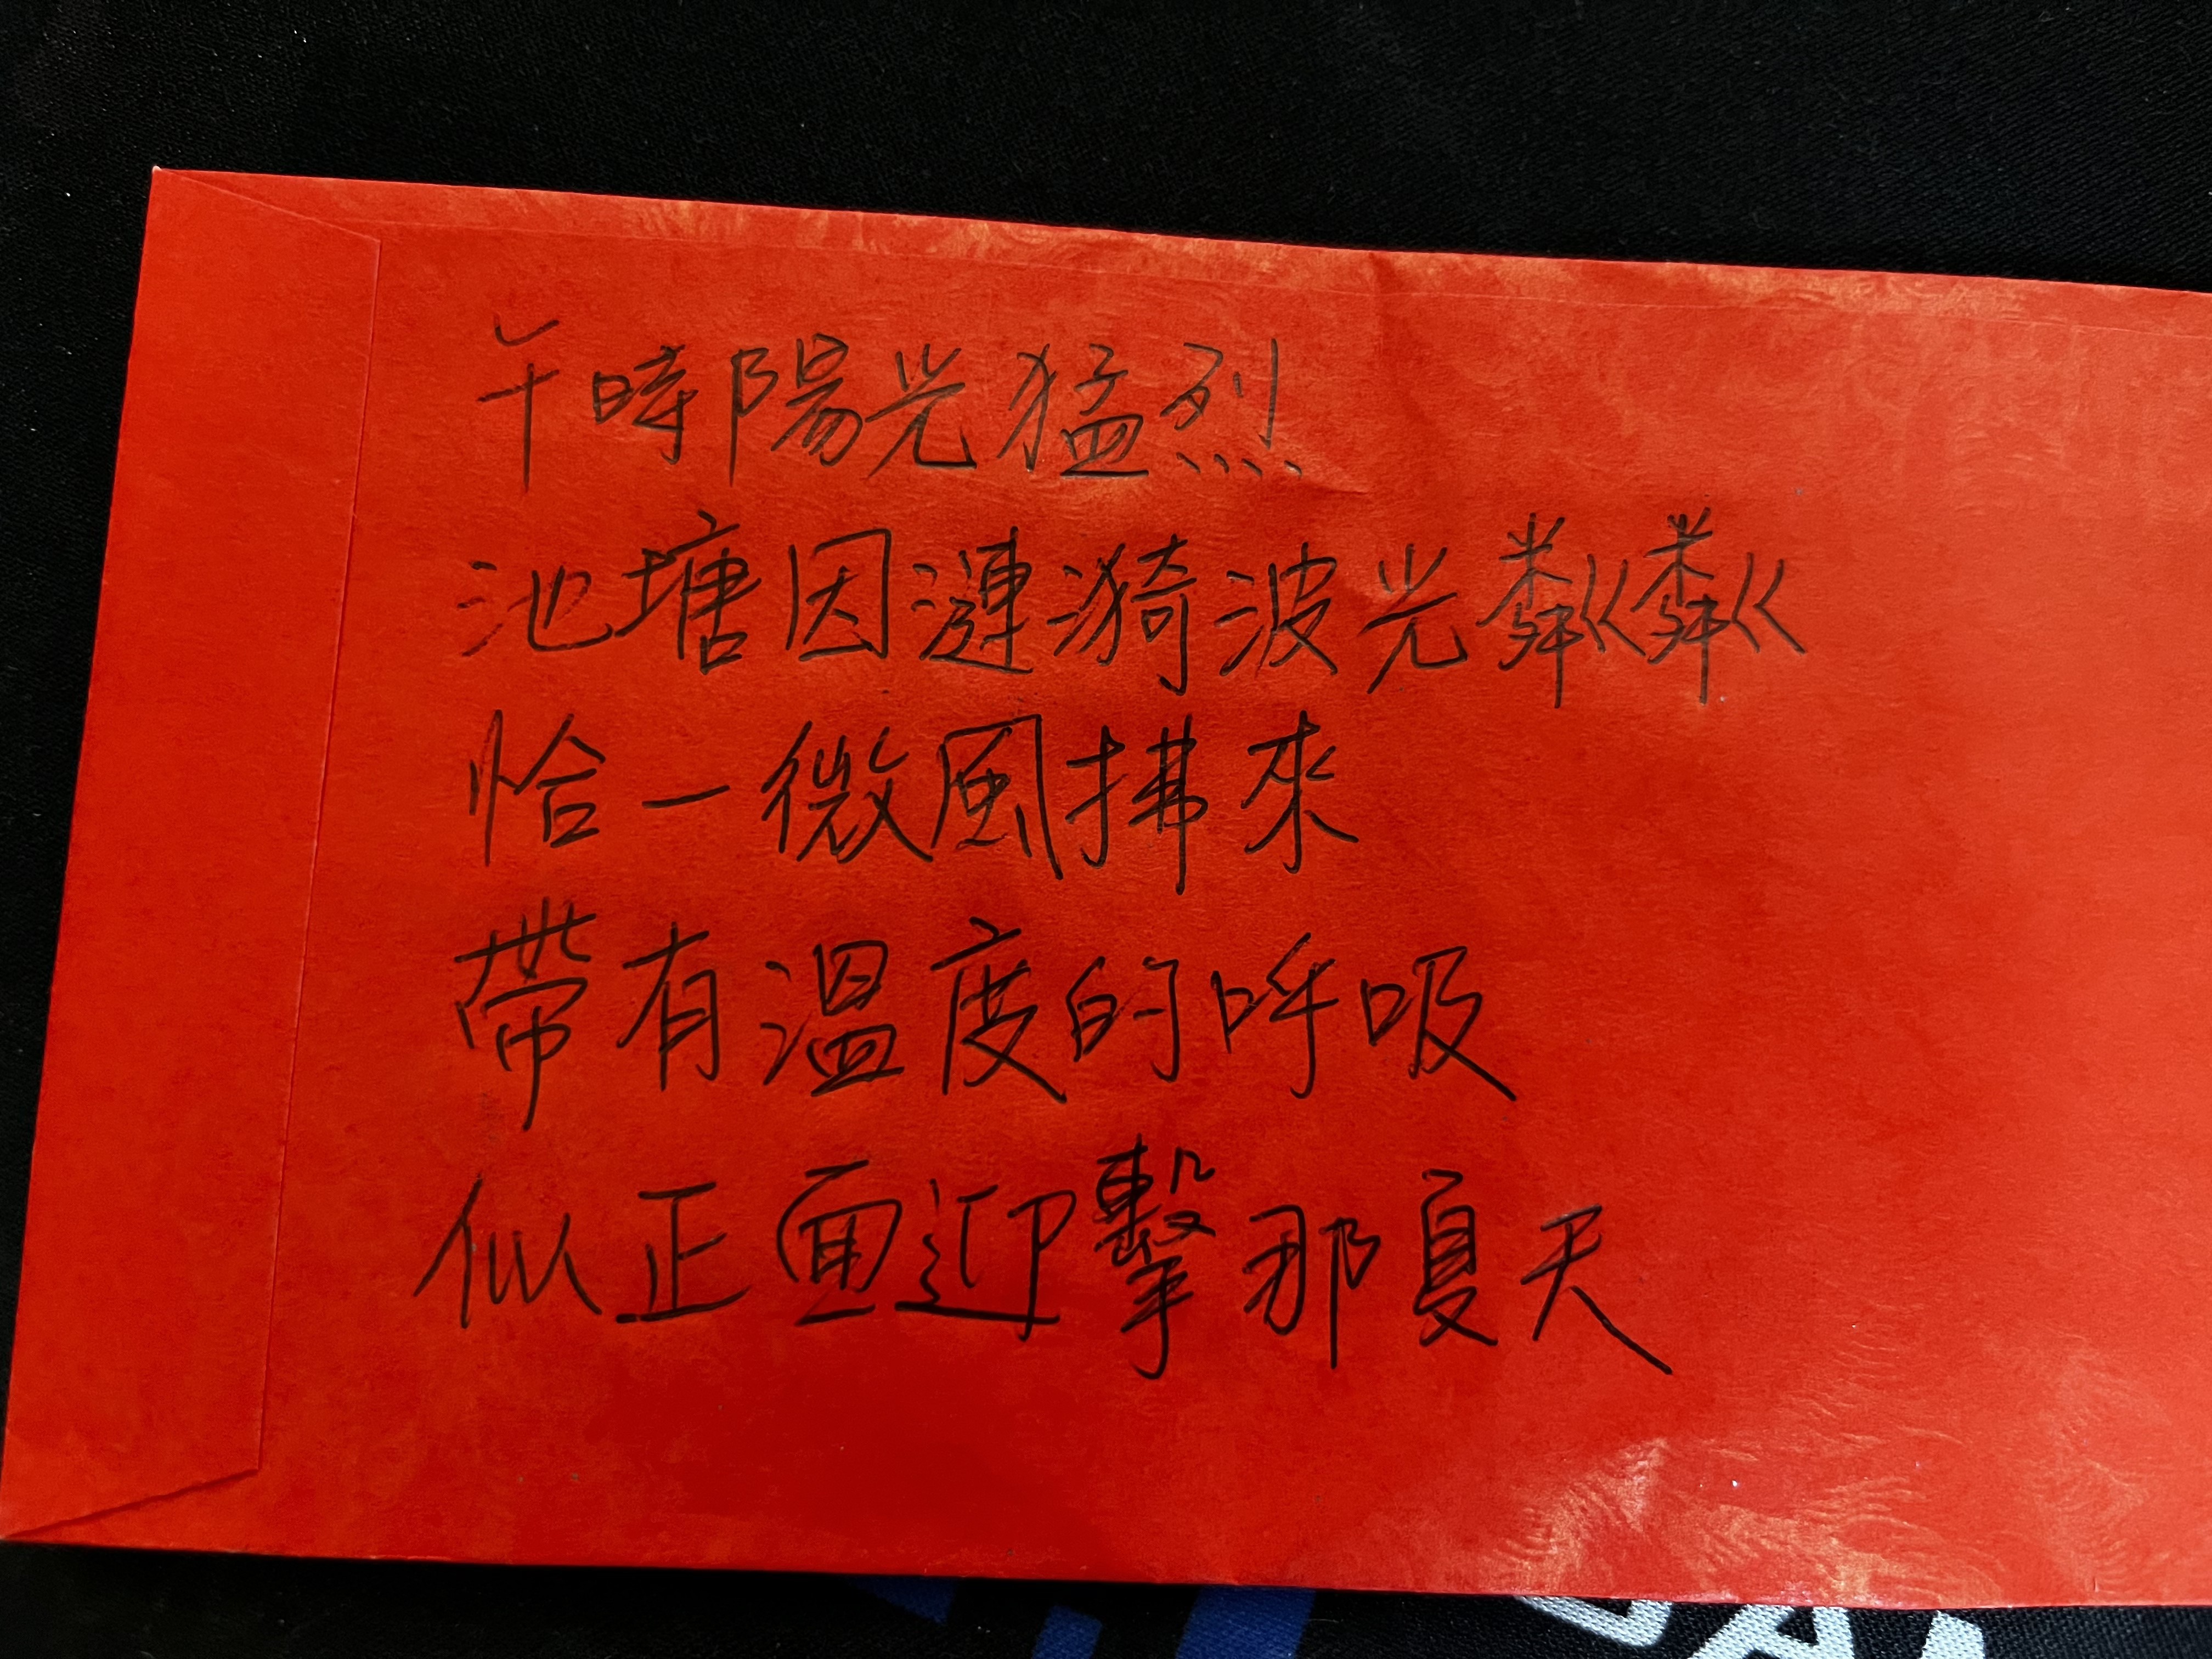 午時陽光猛烈
池塘因漣漪波光粼粼
恰一微風拂來
帶有溫度的呼吸
似正面迎擊那夏天